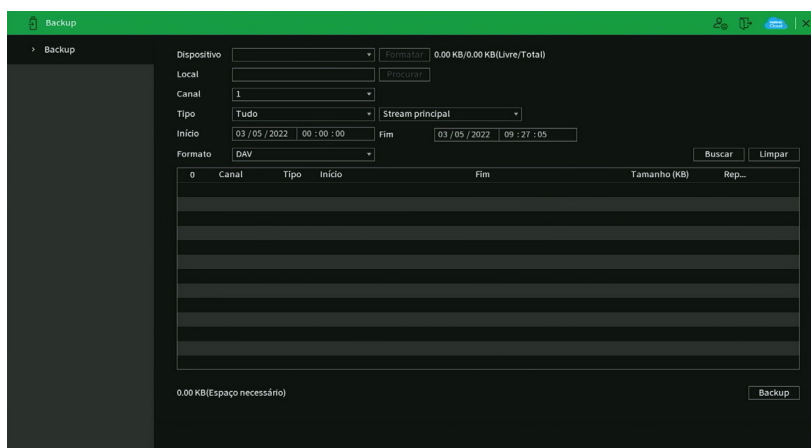 Backup
> Backup
Dispositivo Formatar 0.00 KB/0.00 KB(Livre/Total)
Local Procurar
Canal 1
Tipo Tudo Stream principal
Início 03 / 05 / 2022 00 : 00 : 00 Fim 03 / 05 / 2022 09 : 27 : 05
Formato DAV Buscar Limpar
0 Canal Tipo Início Fim Tamanho (KB) Rep...
0.00 KB(Espaço necessário) Backup